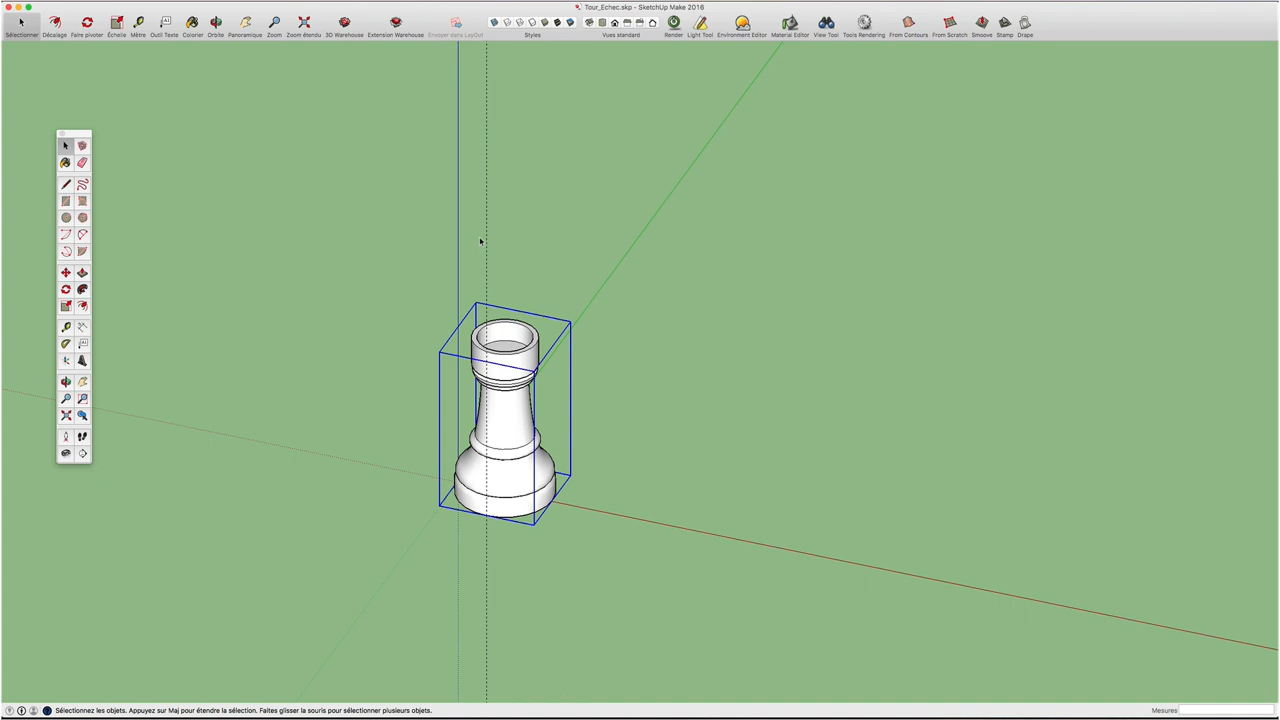 Tour_Echec.skp - SketchUp Make 2016
Sélectionner Décalage Faire pivoter Échelle Mètre Outil Texte Colorier Orbite Panoramique Zoom Zoom étendu 3D Warehouse Extension Warehouse Envoyer dans LayOut Styles Vues standard Render Light Tool Environment Editor Material Editor View Tool Tools Rendering From Contours From Scratch Smoove Stamp Drape
Sélectionnez les objets. Appuyez sur Maj pour étendre la sélection. Faites glisser la souris pour sélectionner plusieurs objets. Mesures